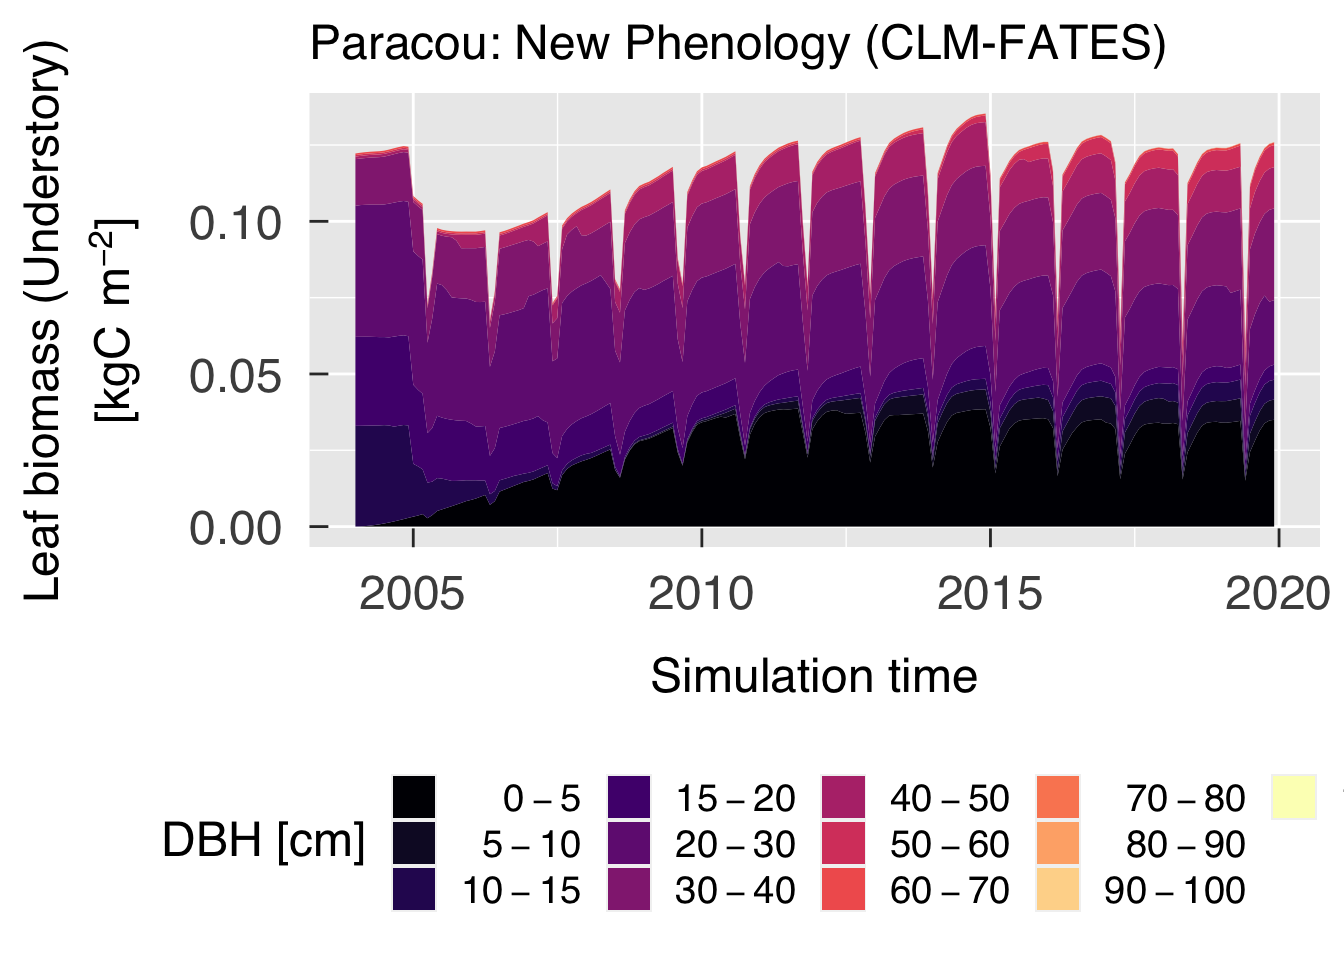 Paracou: New Phenology (CLM-FATES)
Leaf biomass (Understory)
[kgC m⁻²]
0.10
0.05
0.00
2005 2010 2015 2020
Simulation time
DBH [cm]
0 – 5 15 – 20 40 – 50 70 – 80
5 – 10 20 – 30 50 – 60 80 – 90
10 – 15 30 – 40 60 – 70 90 – 100